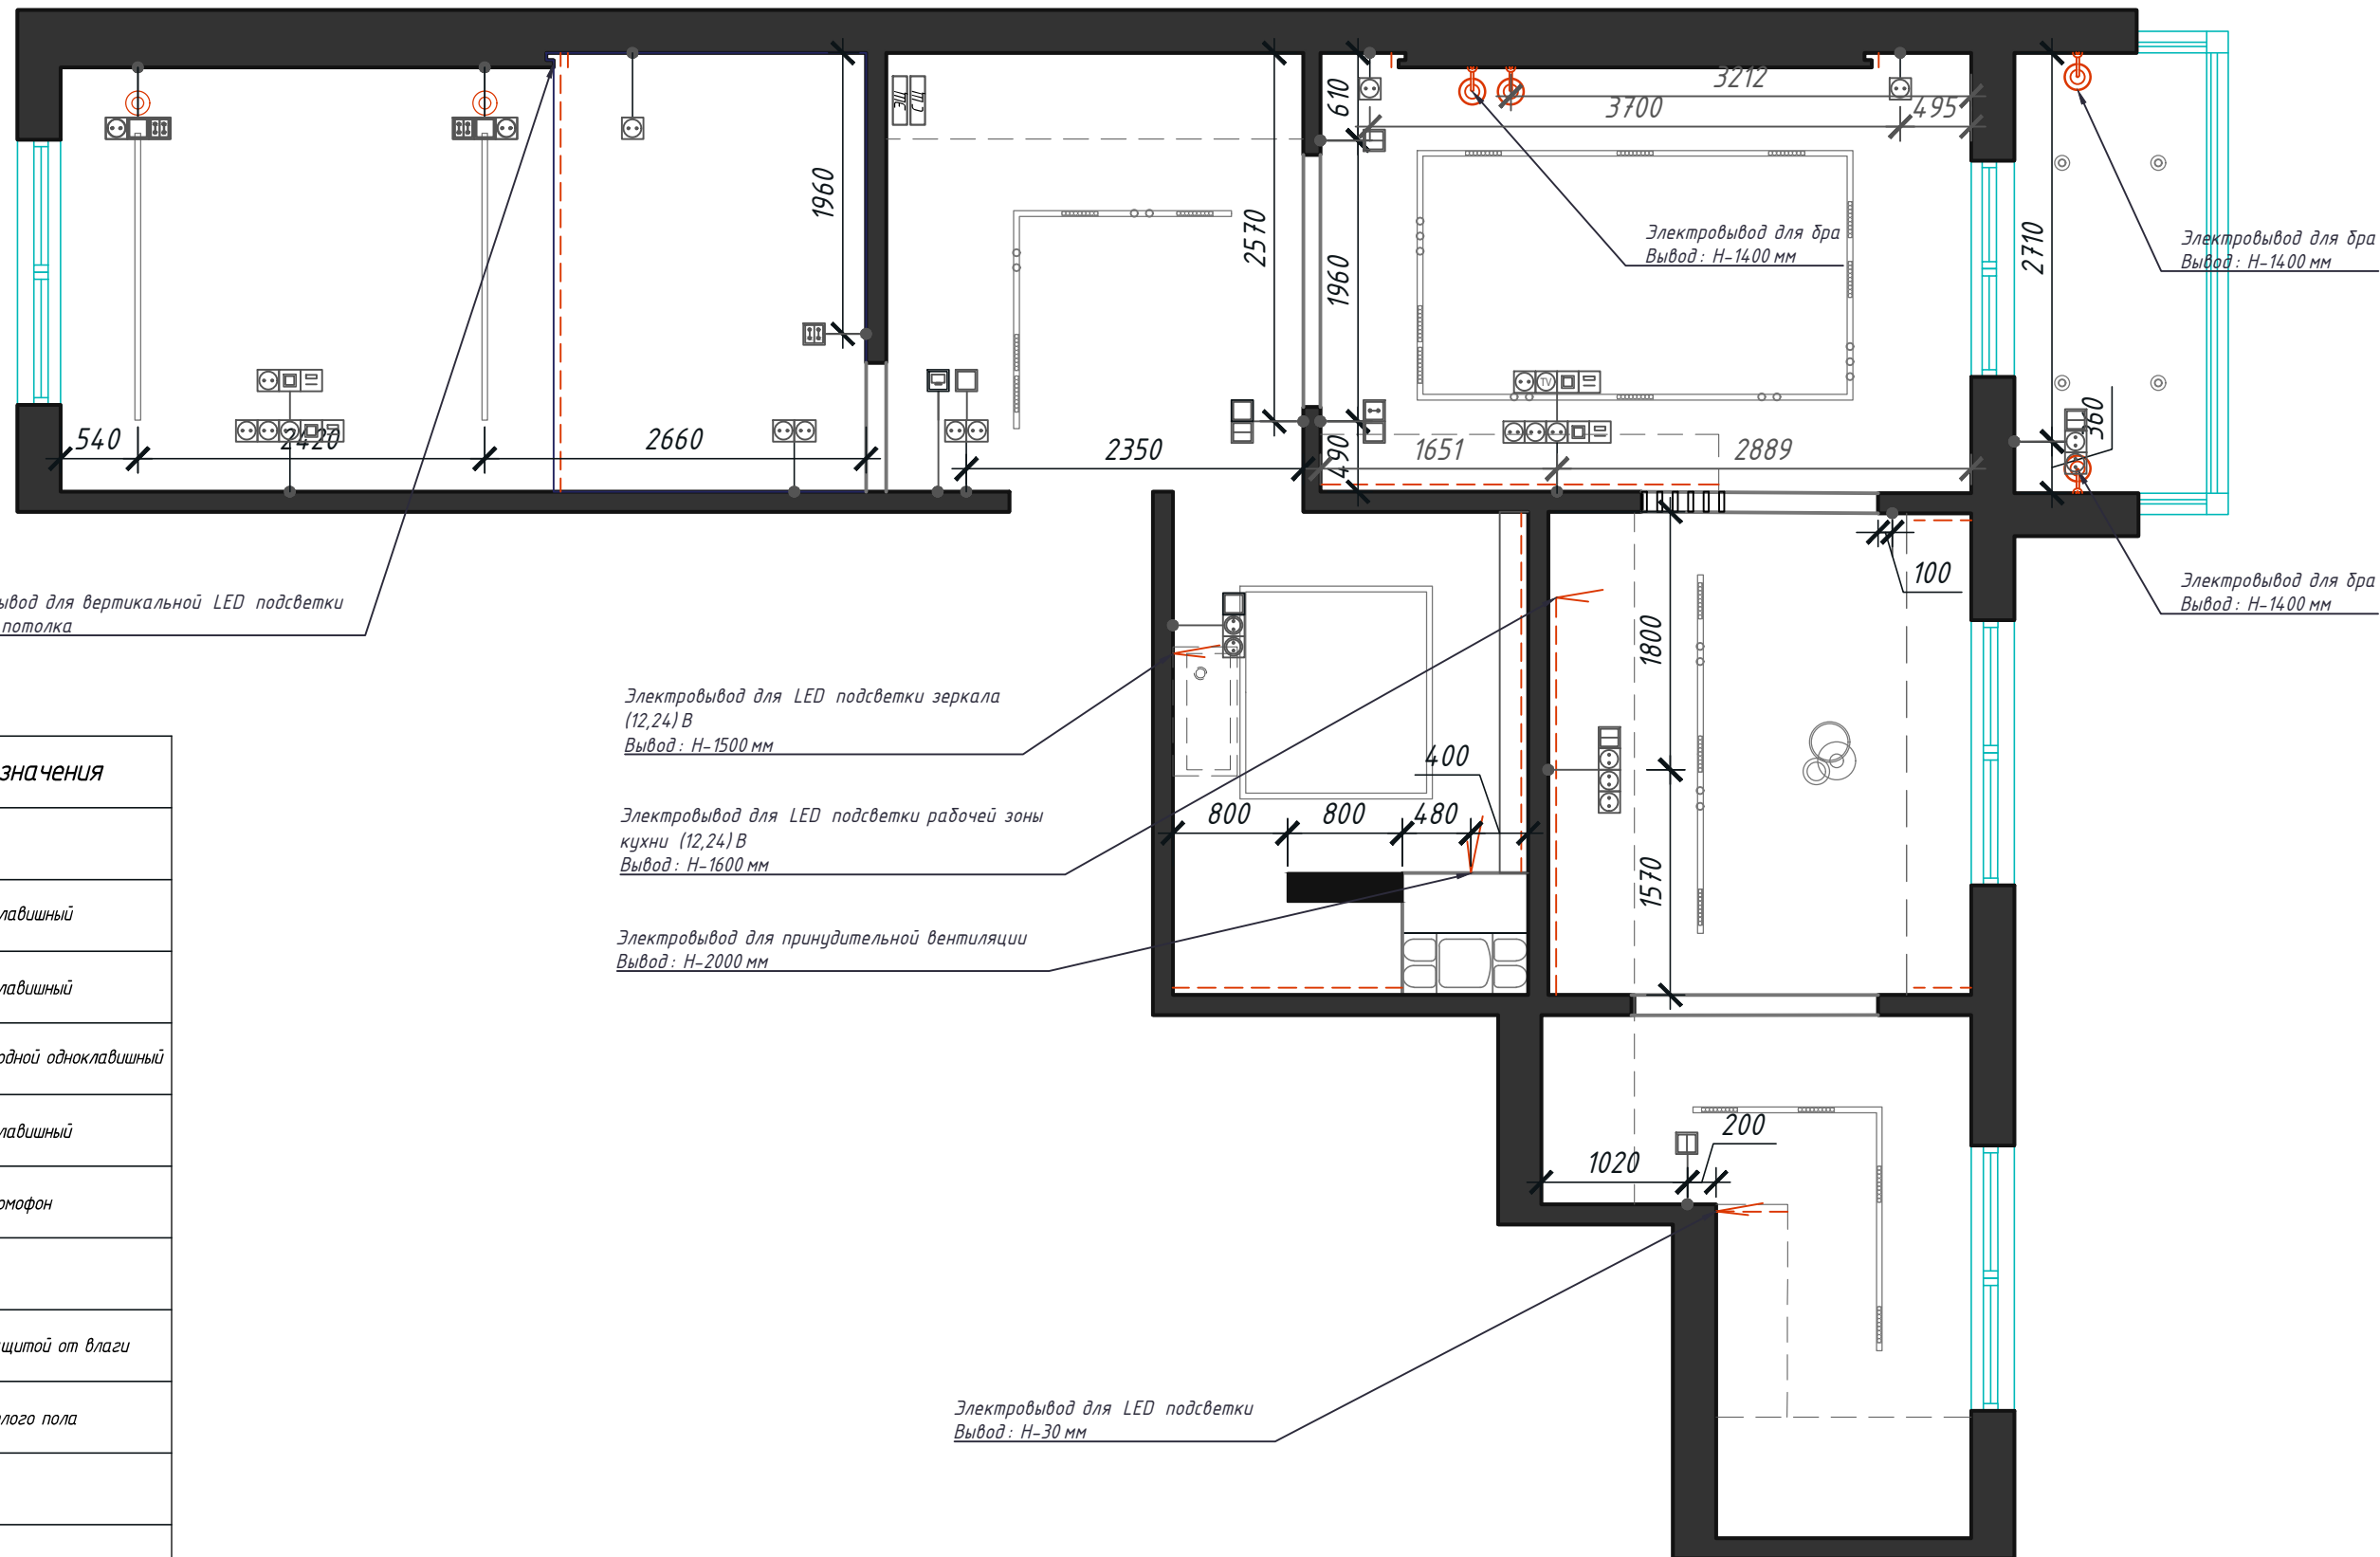 ЭЩ
СЩ
610
3212
3700
495
1960
2570
1960
2710
Электровывод для бра
Вывод: Н-1400 мм
Электровывод для бра
Вывод: Н-1400 мм
TV
360
540
2420
2660
2350
490
1651
2889
100
ывод для вертикальной LED подсветки
потолка
Электровывод для бра
Вывод: Н-1400 мм
1800
Электровывод для LED подсветки зеркала
(12,24) В
Вывод: Н-1500 мм
400
800
800
480
Электровывод для LED подсветки рабочей зоны
кухни (12,24) В
Вывод: Н-1600 мм
1570
Электровывод для принудительной вентиляции
Вывод: Н-2000 мм
значения
лавишный
лавишный
одной одноклавишный
лавишный
омофон
щитой от влаги
лого пола
200
1020
Электровывод для LED подсветки
Вывод: Н-30 мм